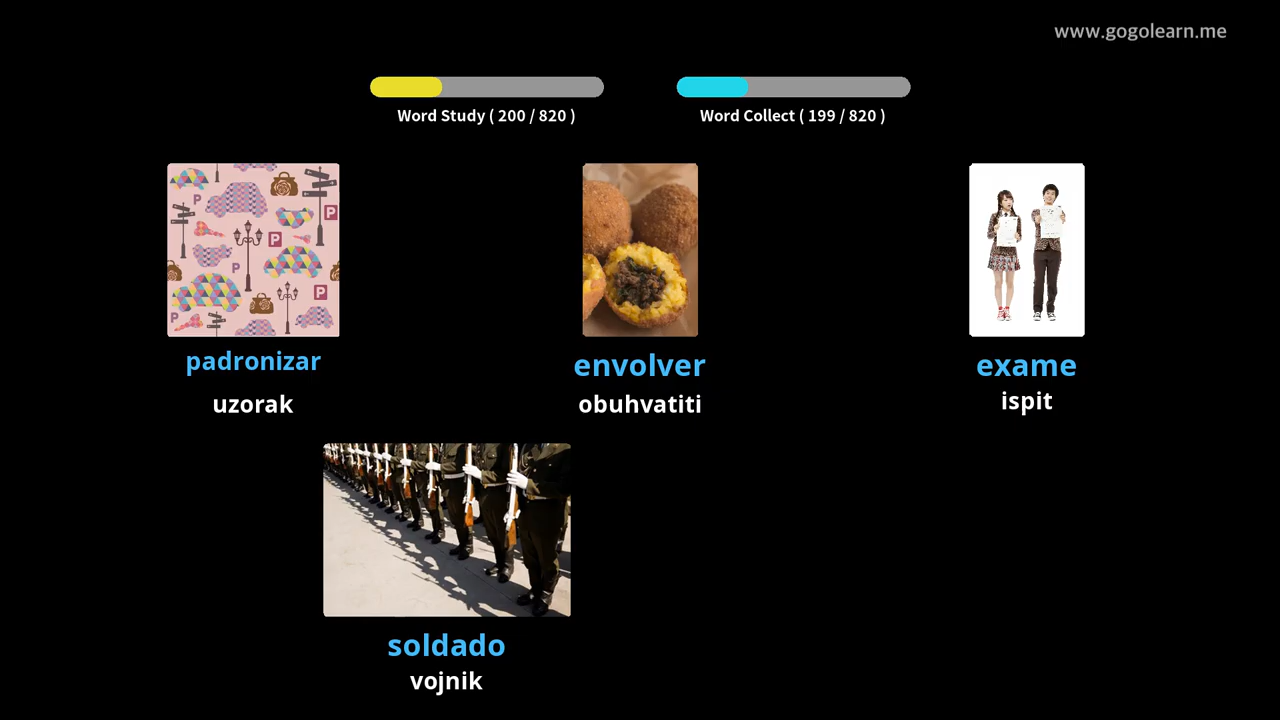 www.gogolearn.me
Word Study ( 200 / 820 )
Word Collect ( 199 / 820 )
P
P
P
P
P
P
padronizar
envolver
exame
uzorak
obuhvatiti
ispit
soldado
vojnik